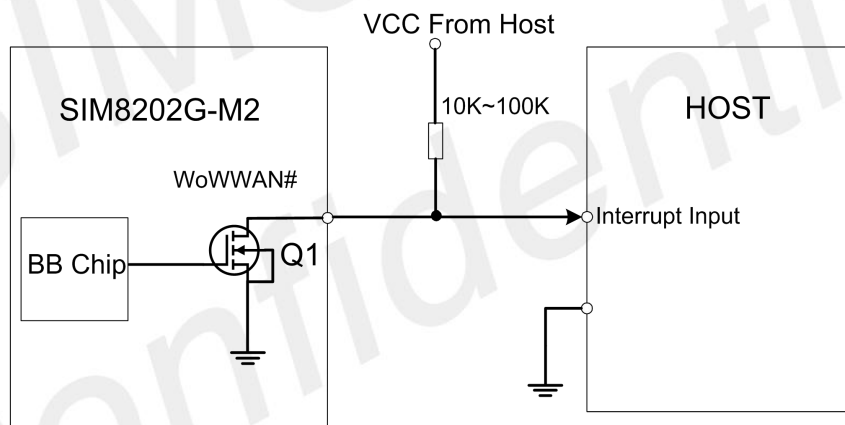 VCC From Host
SIM8202G-M2
10K~100K
HOST
WoWWAN#
Interrupt Input
BB Chip
Q1